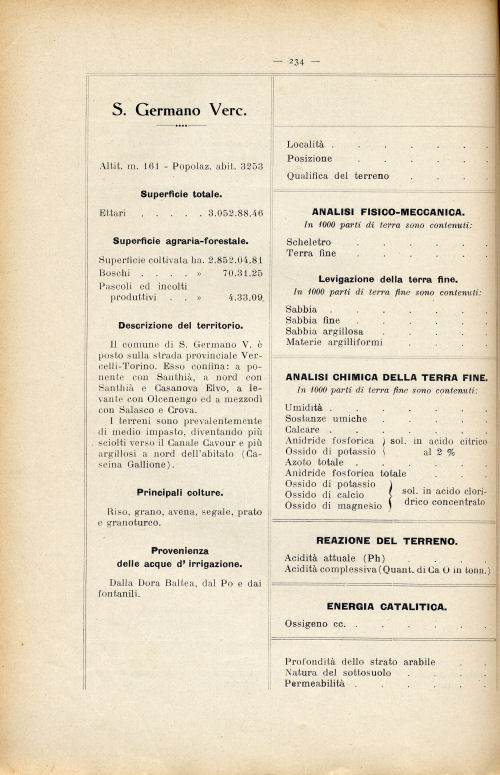 — 234 —
S. Germano Verc.
Altit. m. 161 - Popolaz. abit. 3253
Superficie totale.
Ettari . . . . . 3.052.88.46
Superficie agraria-forestale.
Superficie coltivata ha. 2.852.04.81
Boschi . . . . » 70.31.25
Pascoli ed incolti
produttivi . . » 4.33.09
Descrizione del territorio.
Il comune di S. Germano V. è
posto sulla strada provinciale Ver-
celli-Torino. Esso confina: a po-
nente con Santhià, a nord con
Santhià e Casanova Elvo, a le-
vante con Olcenengo ed a mezzodì
con Salasco e Crova.
I terreni sono prevalentemente
di medio impasto, diventando più
sciolti verso il Canale Cavour e più
argillosi a nord dell'abitato (Ca-
scina Gallione).
Principali colture.
Riso, grano, avena, segale, prato
e granoturco.
Provenienza
delle acque d' irrigazione.
Dalla Dora Baltea, dal Po e dai
fontanili.
Località . . . . . .
Posizione . . . . .
Qualifica del terreno . . . .
ANALISI FISICO-MECCANICA.
In 1000 parti di terra sono contenuti:
Scheletro . . . . .
Terra fine . . . . .
Levigazione della terra fine.
In 1000 parti di terra fine sono contenuti:
Sabbia . . . . . .
Sabbia fine . . . . .
Sabbia argillosa . . . .
Materie argilliformi . . . .
ANALISI CHIMICA DELLA TERRA FINE.
In 1000 parti di terra fine sono contenuti:
Umidità . . . . . .
Sostanze umiche . . . .
Calcare . . . . . .
Anidride fosforica } sol. in acido citrico
Ossido di potassio } al 2 %
Azoto totale . . . . .
Anidride fosforica totale . . .
Ossido di potassio
Ossido di calcio } sol. in acido clori-
Ossido di magnesio } drico concentrato
REAZIONE DEL TERRENO.
Acidità attuale (Ph) . . . .
Acidità complessiva (Quant. di Ca O in tonn.)
ENERGIA CATALITICA.
Ossigeno cc. . . . . .
Profondità dello strato arabile . .
Natura del sottosuolo . . . .
Permeabilità . . . . .